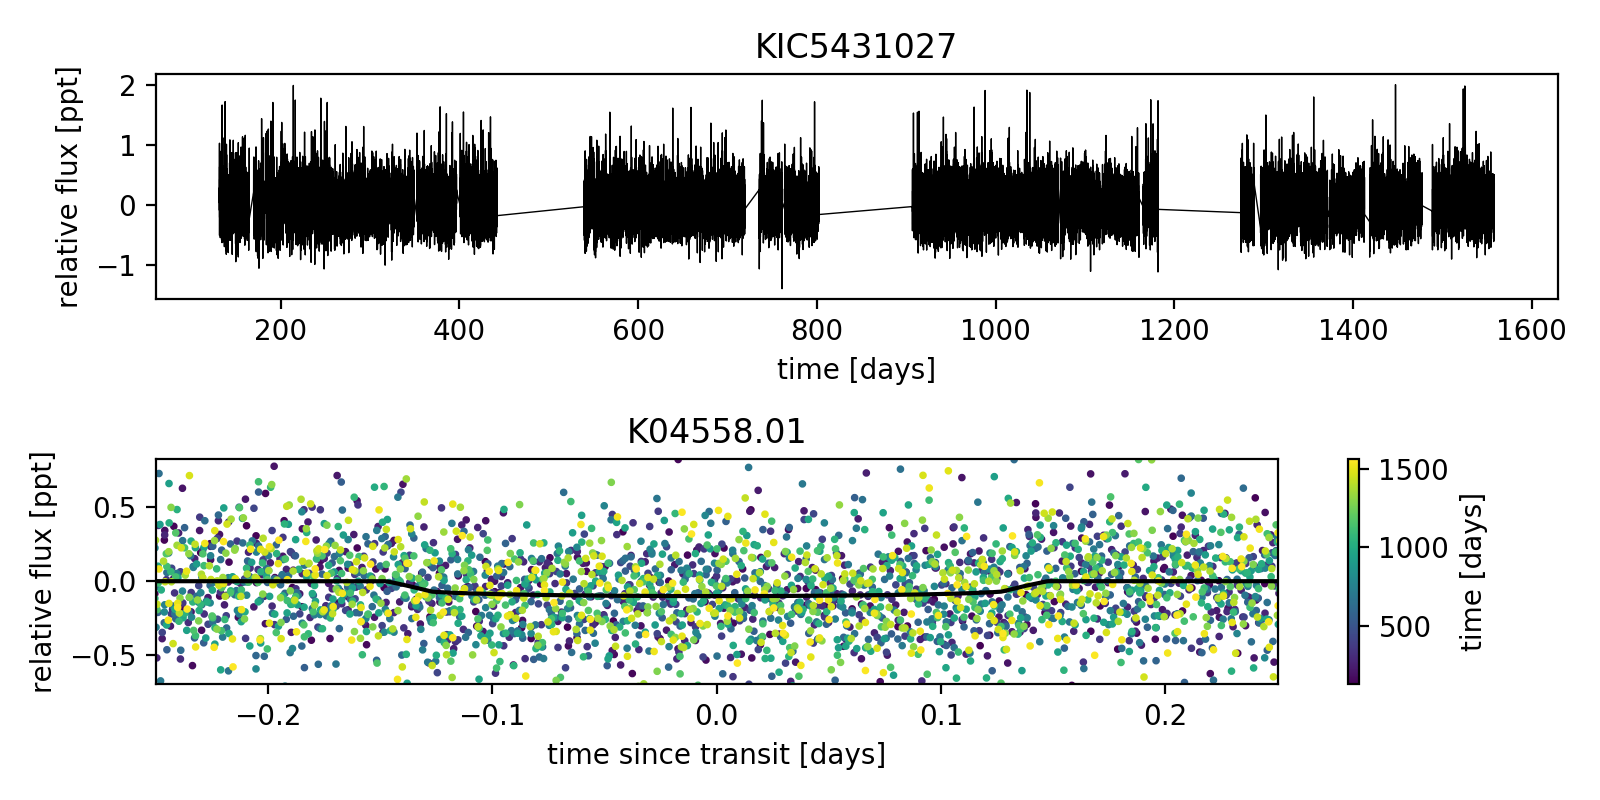 KIC5431027
relative flux [ppt]
2
1
0
−1
200 400 600 800 1000 1200 1400 1600
time [days]
K04558.01
relative flux [ppt]
0.5
0.0
−0.5
−0.2 −0.1 0.0 0.1 0.2
time since transit [days]
1500
1000
500
time [days]